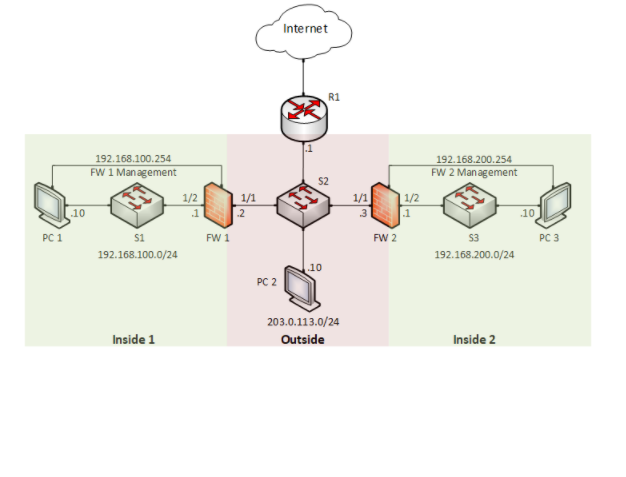 Internet
R1
.1
192.168.100.254
FW 1 Management
192.168.200.254
FW 2 Management
S2
1/2
1/1
1/1
1/2
.10
.1
.2
.3
.1
.10
PC 1
S1
FW 1
FW 2
S3
PC 3
192.168.100.0/24
192.168.200.0/24
.10
PC 2
203.0.113.0/24
Inside 1
Outside
Inside 2